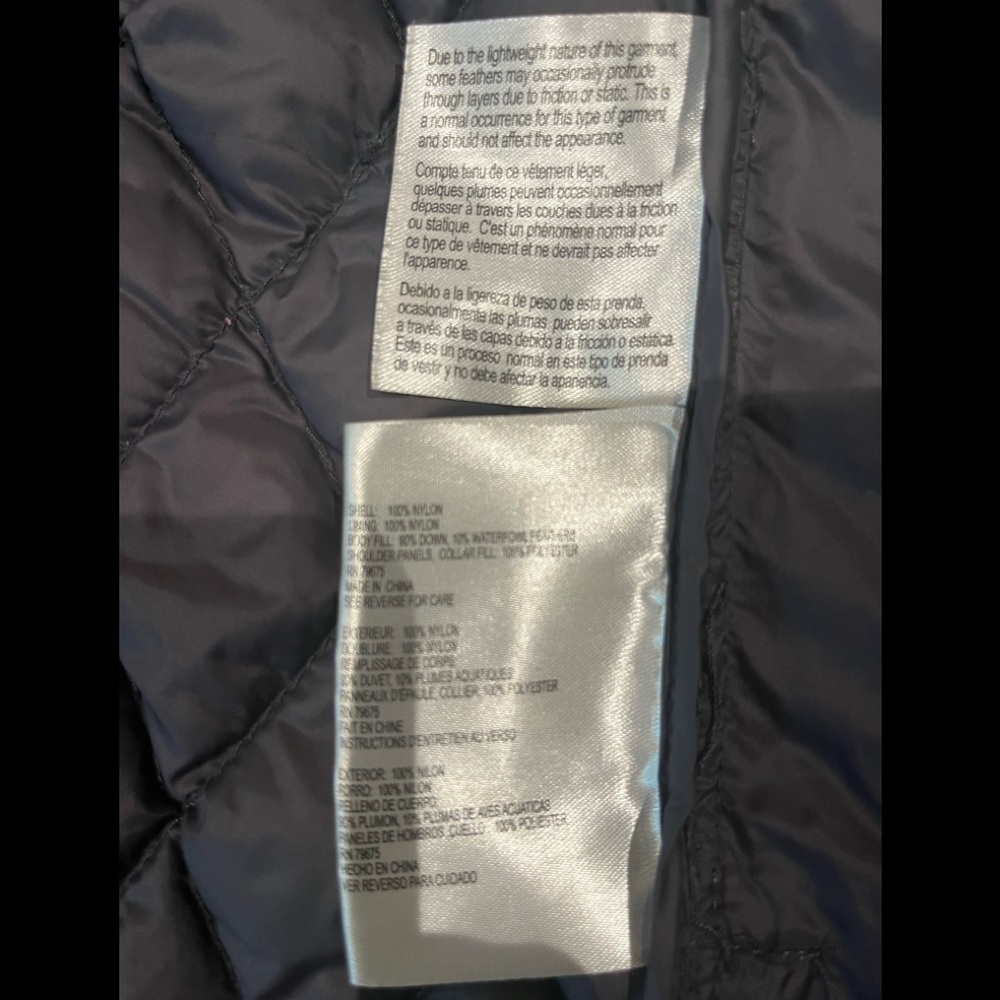 Due to the lightweight nature of this garment,
some feathers may occasionally protrude
through layers due to friction or static. This is
a normal occurrence for this type of garment
and should not affect the appearance.
Compte tenu de ce vêtement léger,
quelques plumes peuvent occasionnellement
dépasser à travers les couches dues à la friction
ou statique. C'est un phénomène normal pour
ce type de vêtement et ne devrait pas affecter
l'apparence.
Debido a la ligereza de peso de esta prenda,
ocasionalmente las plumas pueden sobresalir
a través de las capas debido a la fricción o estática.
Este es un proceso normal an este tipo de prenda
de vestir y no debe afectar la apariencia.
SHELL: 100% NYLON
LINING: 100% NYLON
BODY FILL: 90% DOWN, 10% WATERFOWL FEATHERS
SHOULDER PANELS, COLLAR FILL: 100% POLYESTER
RN 79675
MADE IN CHINA
SEE REVERSE FOR CARE
EXTERIEUR: 100% NYLON
DOUBLURE: 100% NYLON
REMPLISSAGE DE CORPS:
90% DUVET, 10% PLUMES AQUATIQUES
PANNEAUX D'EPAULE, COLLIER: 100% POLYESTER
RN 79675
FAIT EN CHINE
INSTRUCTIONS D'ENTRETIEN AU VERSO
EXTERIOR: 100% NILON
FORRO: 100% NILON
RELLENO DE CUERPO:
90% PLUMON, 10% PLUMAS DE AVES ACUATICAS
PANELES DE HOMBROS, CUELLO: 100% POLIESTER
RN 79675
HECHO EN CHINA
VER REVERSO PARA CUIDADO